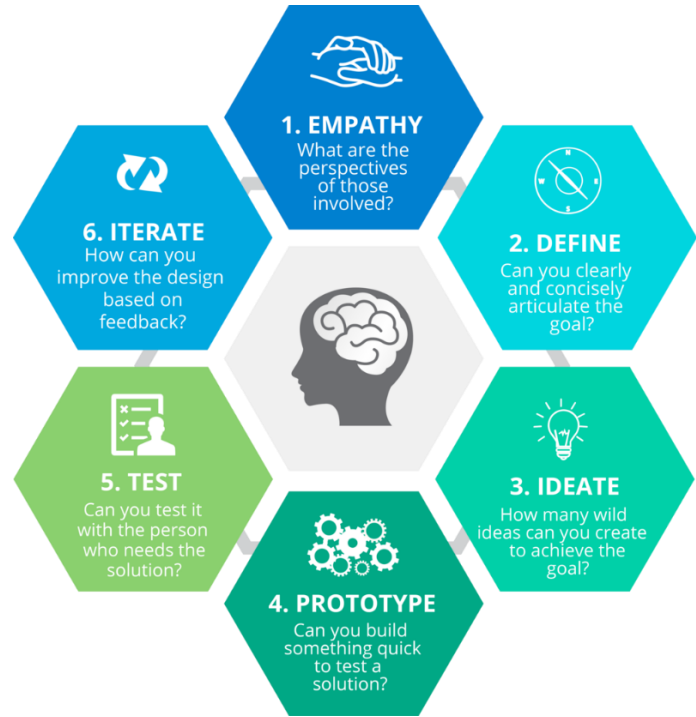 1. EMPATHY
What are the
perspectives
of those
involved?
2. DEFINE
Can you clearly
and concisely
articulate the
goal?
3. IDEATE
How many wild
ideas can you create
to achieve the
goal?
4. PROTOTYPE
Can you build
something quick
to test a
solution?
5. TEST
Can you test it
with the person
who needs the
solution?
6. ITERATE
How can you
improve the design
based on
feedback?
N
E
S
W